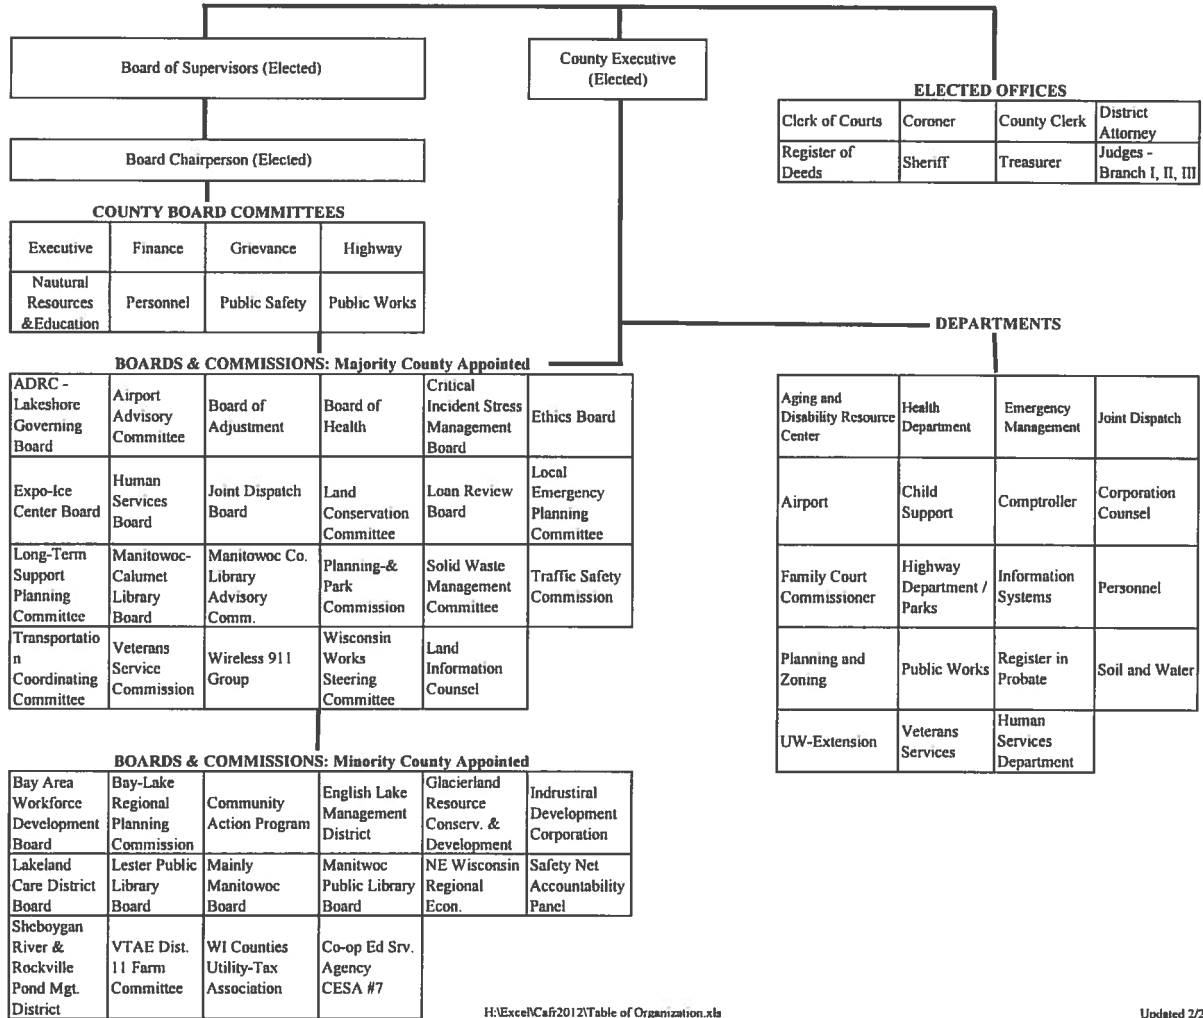 Board of Supervisors (Elected)
County Executive
(Elected)
ELECTED OFFICES
Clerk of Courts
Coroner
County Clerk
District
Attorney
Register of
Deeds
Sheriff
Treasurer
Judges -
Branch I, II, III
Board Chairperson (Elected)
COUNTY BOARD COMMITTEES
Executive
Finance
Grievance
Highway
Nautural
Resources
&Education
Personnel
Public Safety
Public Works
BOARDS & COMMISSIONS: Majority County Appointed
ADRC -
Lakeshore
Governing
Board
Airport
Advisory
Committee
Board of
Adjustment
Board of
Health
Critical
Incident Stress
Management
Board
Ethics Board
Expo-Ice
Center Board
Human
Services
Board
Joint Dispatch
Board
Land
Conservation
Committee
Loan Review
Board
Local
Emergency
Planning
Committee
Long-Term
Support
Planning
Committee
Manitowoc-
Calumet
Library
Board
Manitowoc Co.
Library
Advisory
Comm.
Planning-&
Park
Commission
Solid Waste
Management
Committee
Traffic Safety
Commission
Transportatio
n
Coordinating
Committee
Veterans
Service
Commission
Wireless 911
Group
Wisconsin
Works
Steering
Committee
Land
Information
Counsel
BOARDS & COMMISSIONS: Minority County Appointed
Bay Area
Workforce
Development
Board
Bay-Lake
Regional
Planning
Commission
Community
Action Program
English Lake
Management
District
Glacierland
Resource
Conserv. &
Development
Indrustiral
Development
Corporation
Lakeland
Care District
Board
Lester Public
Library
Board
Mainly
Manitowoc
Board
Manitwoc
Public Library
Board
NE Wisconsin
Regional
Econ.
Safety Net
Accountability
Panel
Sheboygan
River &
Rockville
Pond Mgt.
District
VTAE Dist.
11 Farm
Committee
WI Counties
Utility-Tax
Association
Co-op Ed Srv.
Agency
CESA #7
DEPARTMENTS
Aging and
Disability Resource
Center
Health
Department
Emergency
Management
Joint Dispatch
Airport
Child
Support
Comptroller
Corporation
Counsel
Family Court
Commissioner
Highway
Department /
Parks
Information
Systems
Personnel
Planning and
Zoning
Public Works
Register in
Probate
Soil and Water
UW-Extension
Veterans
Services
Human
Services
Department
H:\Excel\Cafr2012\Table of Organization.xls
Updated 2/2